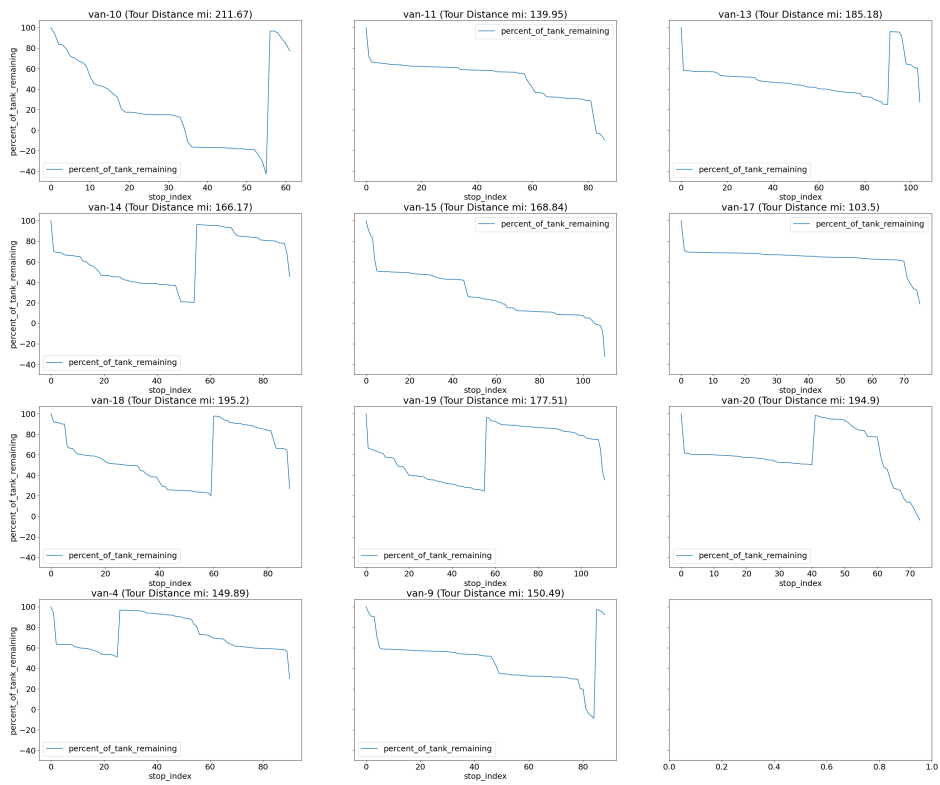 van-10 (Tour Distance mi: 211.67)
van-11 (Tour Distance mi: 139.95)
van-13 (Tour Distance mi: 185.18)
percent_of_tank_remaining
100
80
60
40
20
0
−20
−40
percent_of_tank_remaining
percent_of_tank_remaining
percent_of_tank_remaining
0 10 20 30 40 50 60
0 20 40 60 80
0 20 40 60 80 100
stop_index
stop_index
stop_index
van-14 (Tour Distance mi: 166.17)
van-15 (Tour Distance mi: 168.84)
van-17 (Tour Distance mi: 103.5)
percent_of_tank_remaining
100
80
60
40
20
0
−20
−40
percent_of_tank_remaining
percent_of_tank_remaining
percent_of_tank_remaining
0 20 40 60 80
0 20 40 60 80 100
0 10 20 30 40 50 60 70
stop_index
stop_index
stop_index
van-18 (Tour Distance mi: 195.2)
van-19 (Tour Distance mi: 177.51)
van-20 (Tour Distance mi: 194.9)
percent_of_tank_remaining
100
80
60
40
20
0
−20
−40
percent_of_tank_remaining
percent_of_tank_remaining
percent_of_tank_remaining
0 20 40 60 80
0 20 40 60 80 100
0 10 20 30 40 50 60 70
stop_index
stop_index
stop_index
van-4 (Tour Distance mi: 149.89)
van-9 (Tour Distance mi: 150.49)
percent_of_tank_remaining
100
80
60
40
20
0
−20
−40
percent_of_tank_remaining
percent_of_tank_remaining
0 20 40 60 80
0 20 40 60 80
0.0 0.2 0.4 0.6 0.8 1.0
stop_index
stop_index